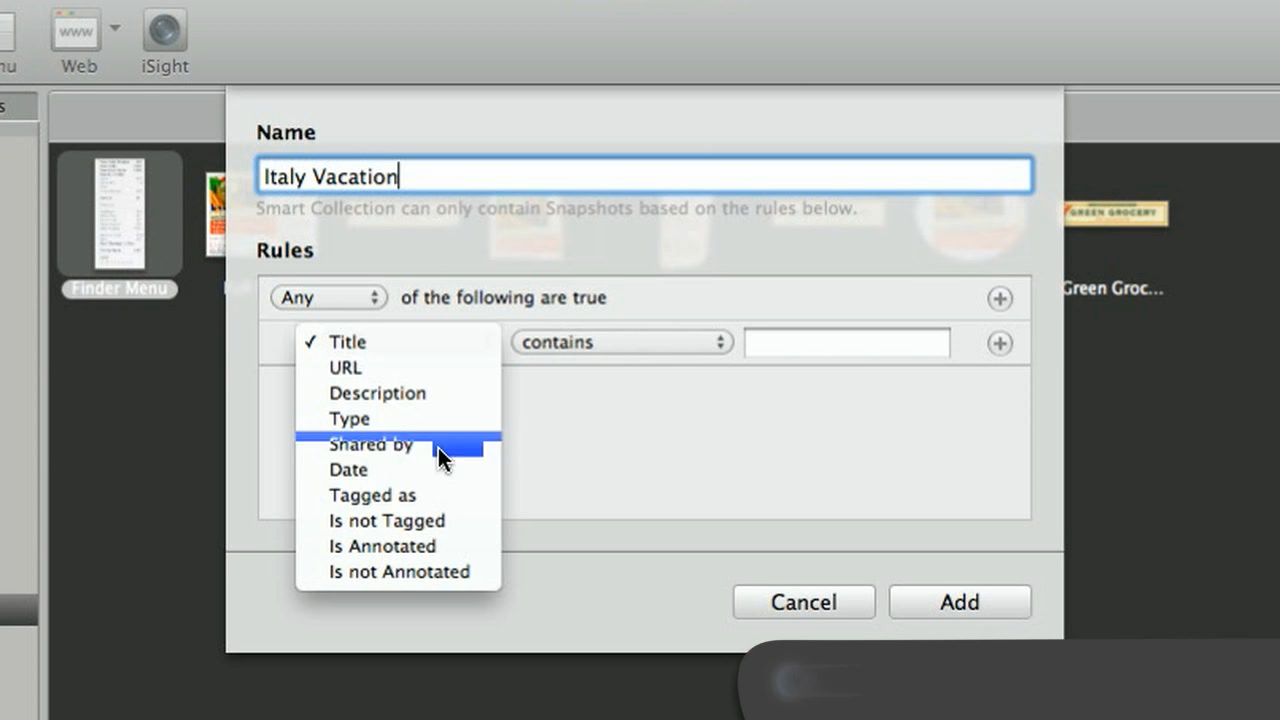 nu
Web
iSight
s
Name
Italy Vacation
Smart Collection can only contain Snapshots based on the rules below.
Rules
Any of the following are true
✓ Title
contains
URL
Description
Type
Shared by
Date
Tagged as
Is not Tagged
Is Annotated
Is not Annotated
Cancel
Add
Finder Menu
GREEN GROCERY
Green Groc...
www